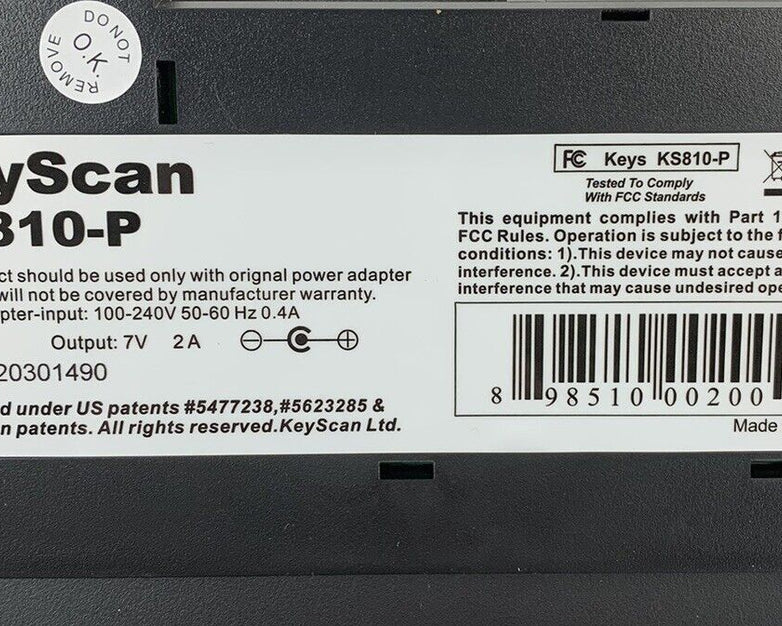 DO NOT
REMOVE
O.K.
yScan
810-P
ct should be used only with orignal power adapter
will not be covered by manufacturer warranty.
pter-input: 100-240V 50-60 Hz 0.4A
Output: 7V 2A
20301490
d under US patents #5477238,#5623285 &
n patents. All rights reserved.KeyScan Ltd.
FC Keys KS810-P
Tested To Comply
With FCC Standards
This equipment complies with Part 1
FCC Rules. Operation is subject to the f
conditions: 1).This device may not cause
interference. 2).This device must accept a
interference that may cause undesired ope
8 98510 00200
Made